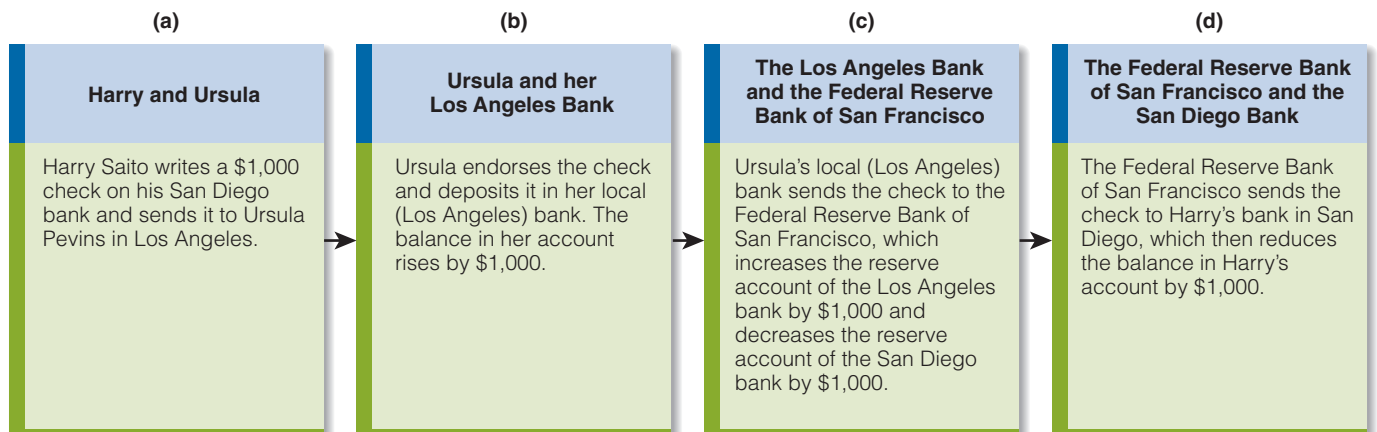 (a)
Harry and Ursula
Harry Saito writes a $1,000
check on his San Diego
bank and sends it to Ursula
Pevins in Los Angeles.
(b)
Ursula and her
Los Angeles Bank
Ursula endorses the check
and deposits it in her local
(Los Angeles) bank. The
balance in her account
rises by $1,000.
(c)
The Los Angeles Bank
and the Federal Reserve
Bank of San Francisco
Ursula’s local (Los Angeles)
bank sends the check to the
Federal Reserve Bank of
San Francisco, which
increases the reserve
account of the Los Angeles
bank by $1,000 and
decreases the reserve
account of the San Diego
bank by $1,000.
(d)
The Federal Reserve Bank
of San Francisco and the
San Diego Bank
The Federal Reserve Bank
of San Francisco sends the
check to Harry’s bank in San
Diego, which then reduces
the balance in Harry’s
account by $1,000.